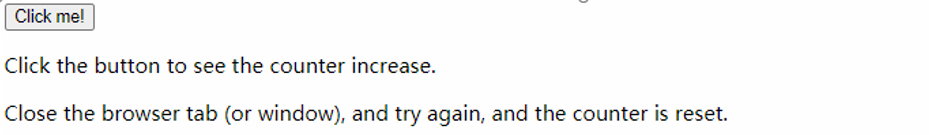 Click me!
Click the button to see the counter increase.
Close the browser tab (or window), and try again, and the counter is reset.